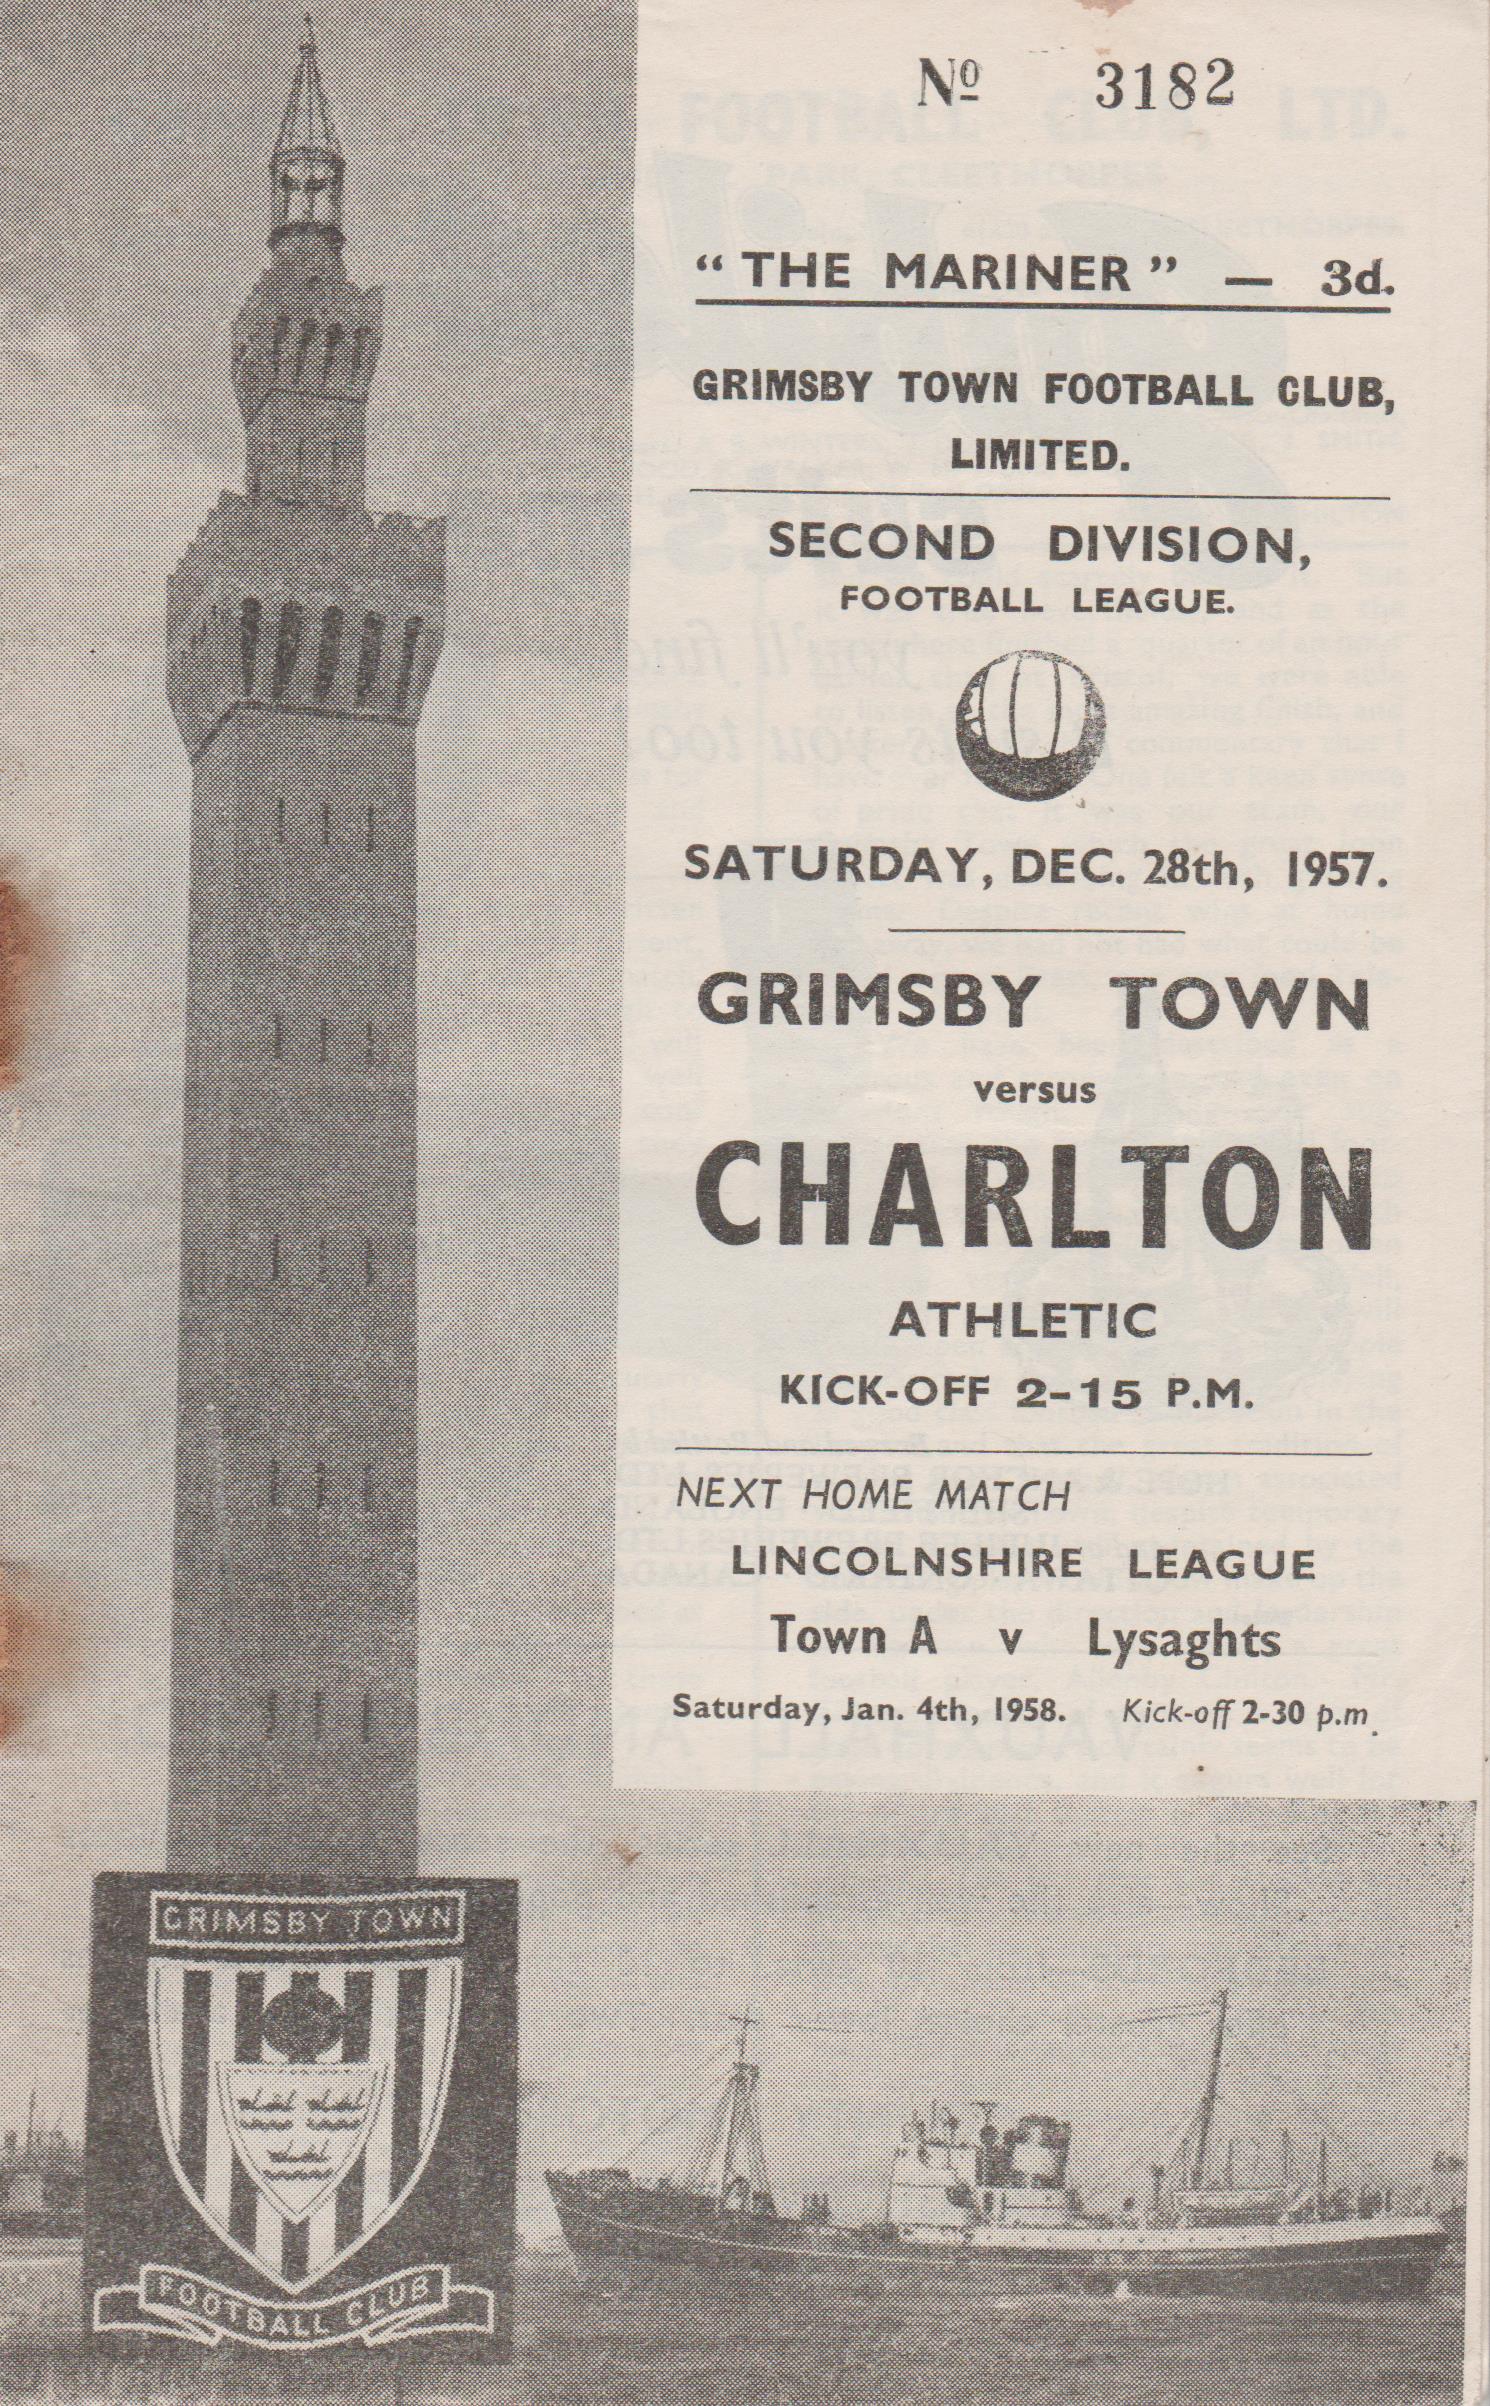 Nº 3182
“ THE MARINER ” — 3d.
GRIMSBY TOWN FOOTBALL CLUB,
LIMITED.
SECOND DIVISION,
FOOTBALL LEAGUE.
SATURDAY, DEC. 28th, 1957.
GRIMSBY TOWN
versus
CHARLTON
ATHLETIC
KICK-OFF 2-15 P.M.
NEXT HOME MATCH
LINCOLNSHIRE LEAGUE
Town A v Lysaghts
Saturday, Jan. 4th, 1958. Kick-off 2-30 p.m.
GRIMSBY TOWN
FOOTBALL CLUB